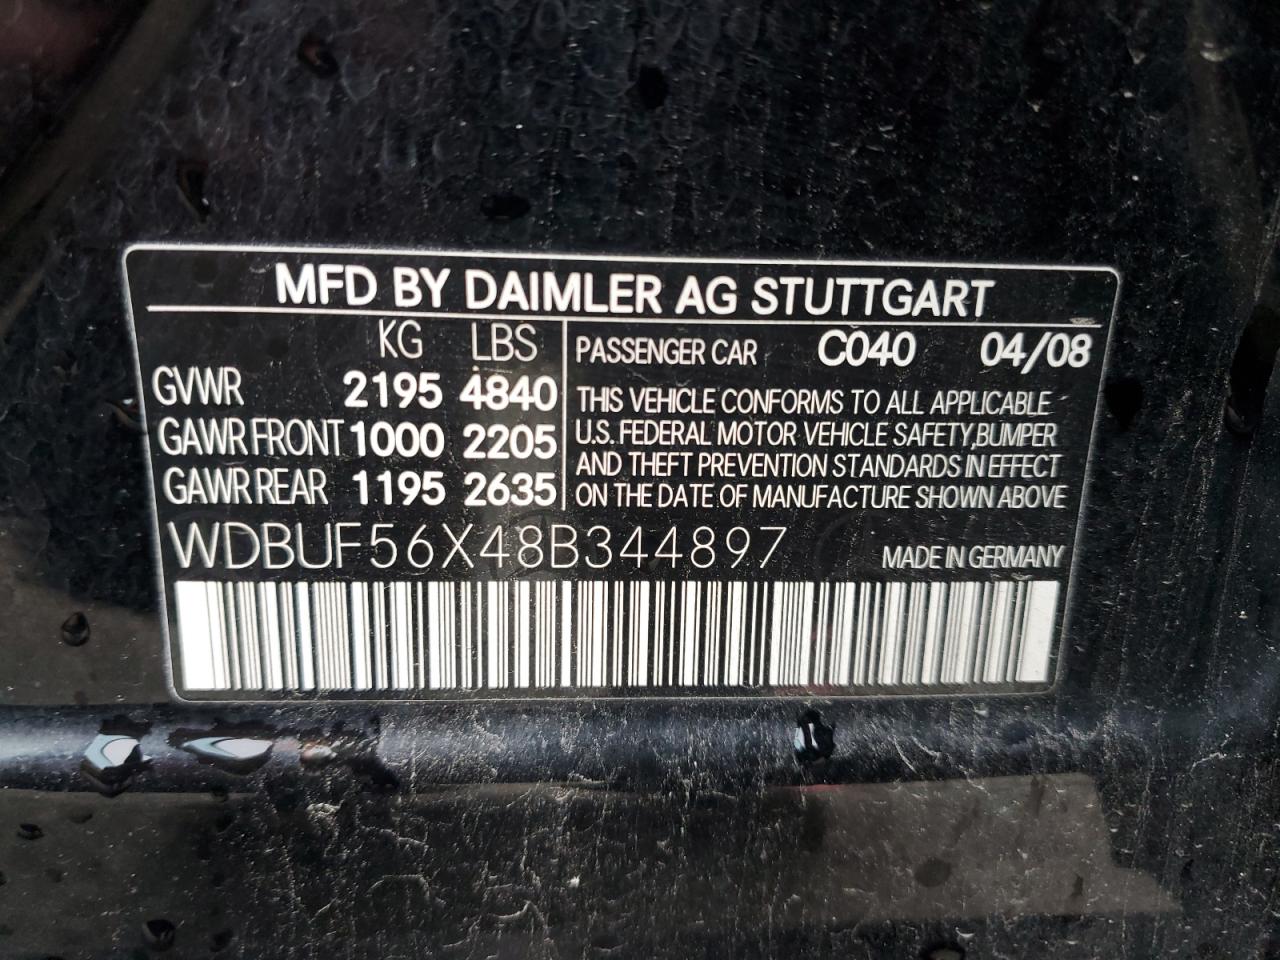 MFD BY DAIMLER AG STUTTGART
KG LBS
GVWR 2195 4840
GAWR FRONT 1000 2205
GAWR REAR 1195 2635
PASSENGER CAR C040 04/08
THIS VEHICLE CONFORMS TO ALL APPLICABLE
U.S. FEDERAL MOTOR VEHICLE SAFETY, BUMPER
AND THEFT PREVENTION STANDARDS IN EFFECT
ON THE DATE OF MANUFACTURE SHOWN ABOVE
WDBUF56X48B344897 MADE IN GERMANY